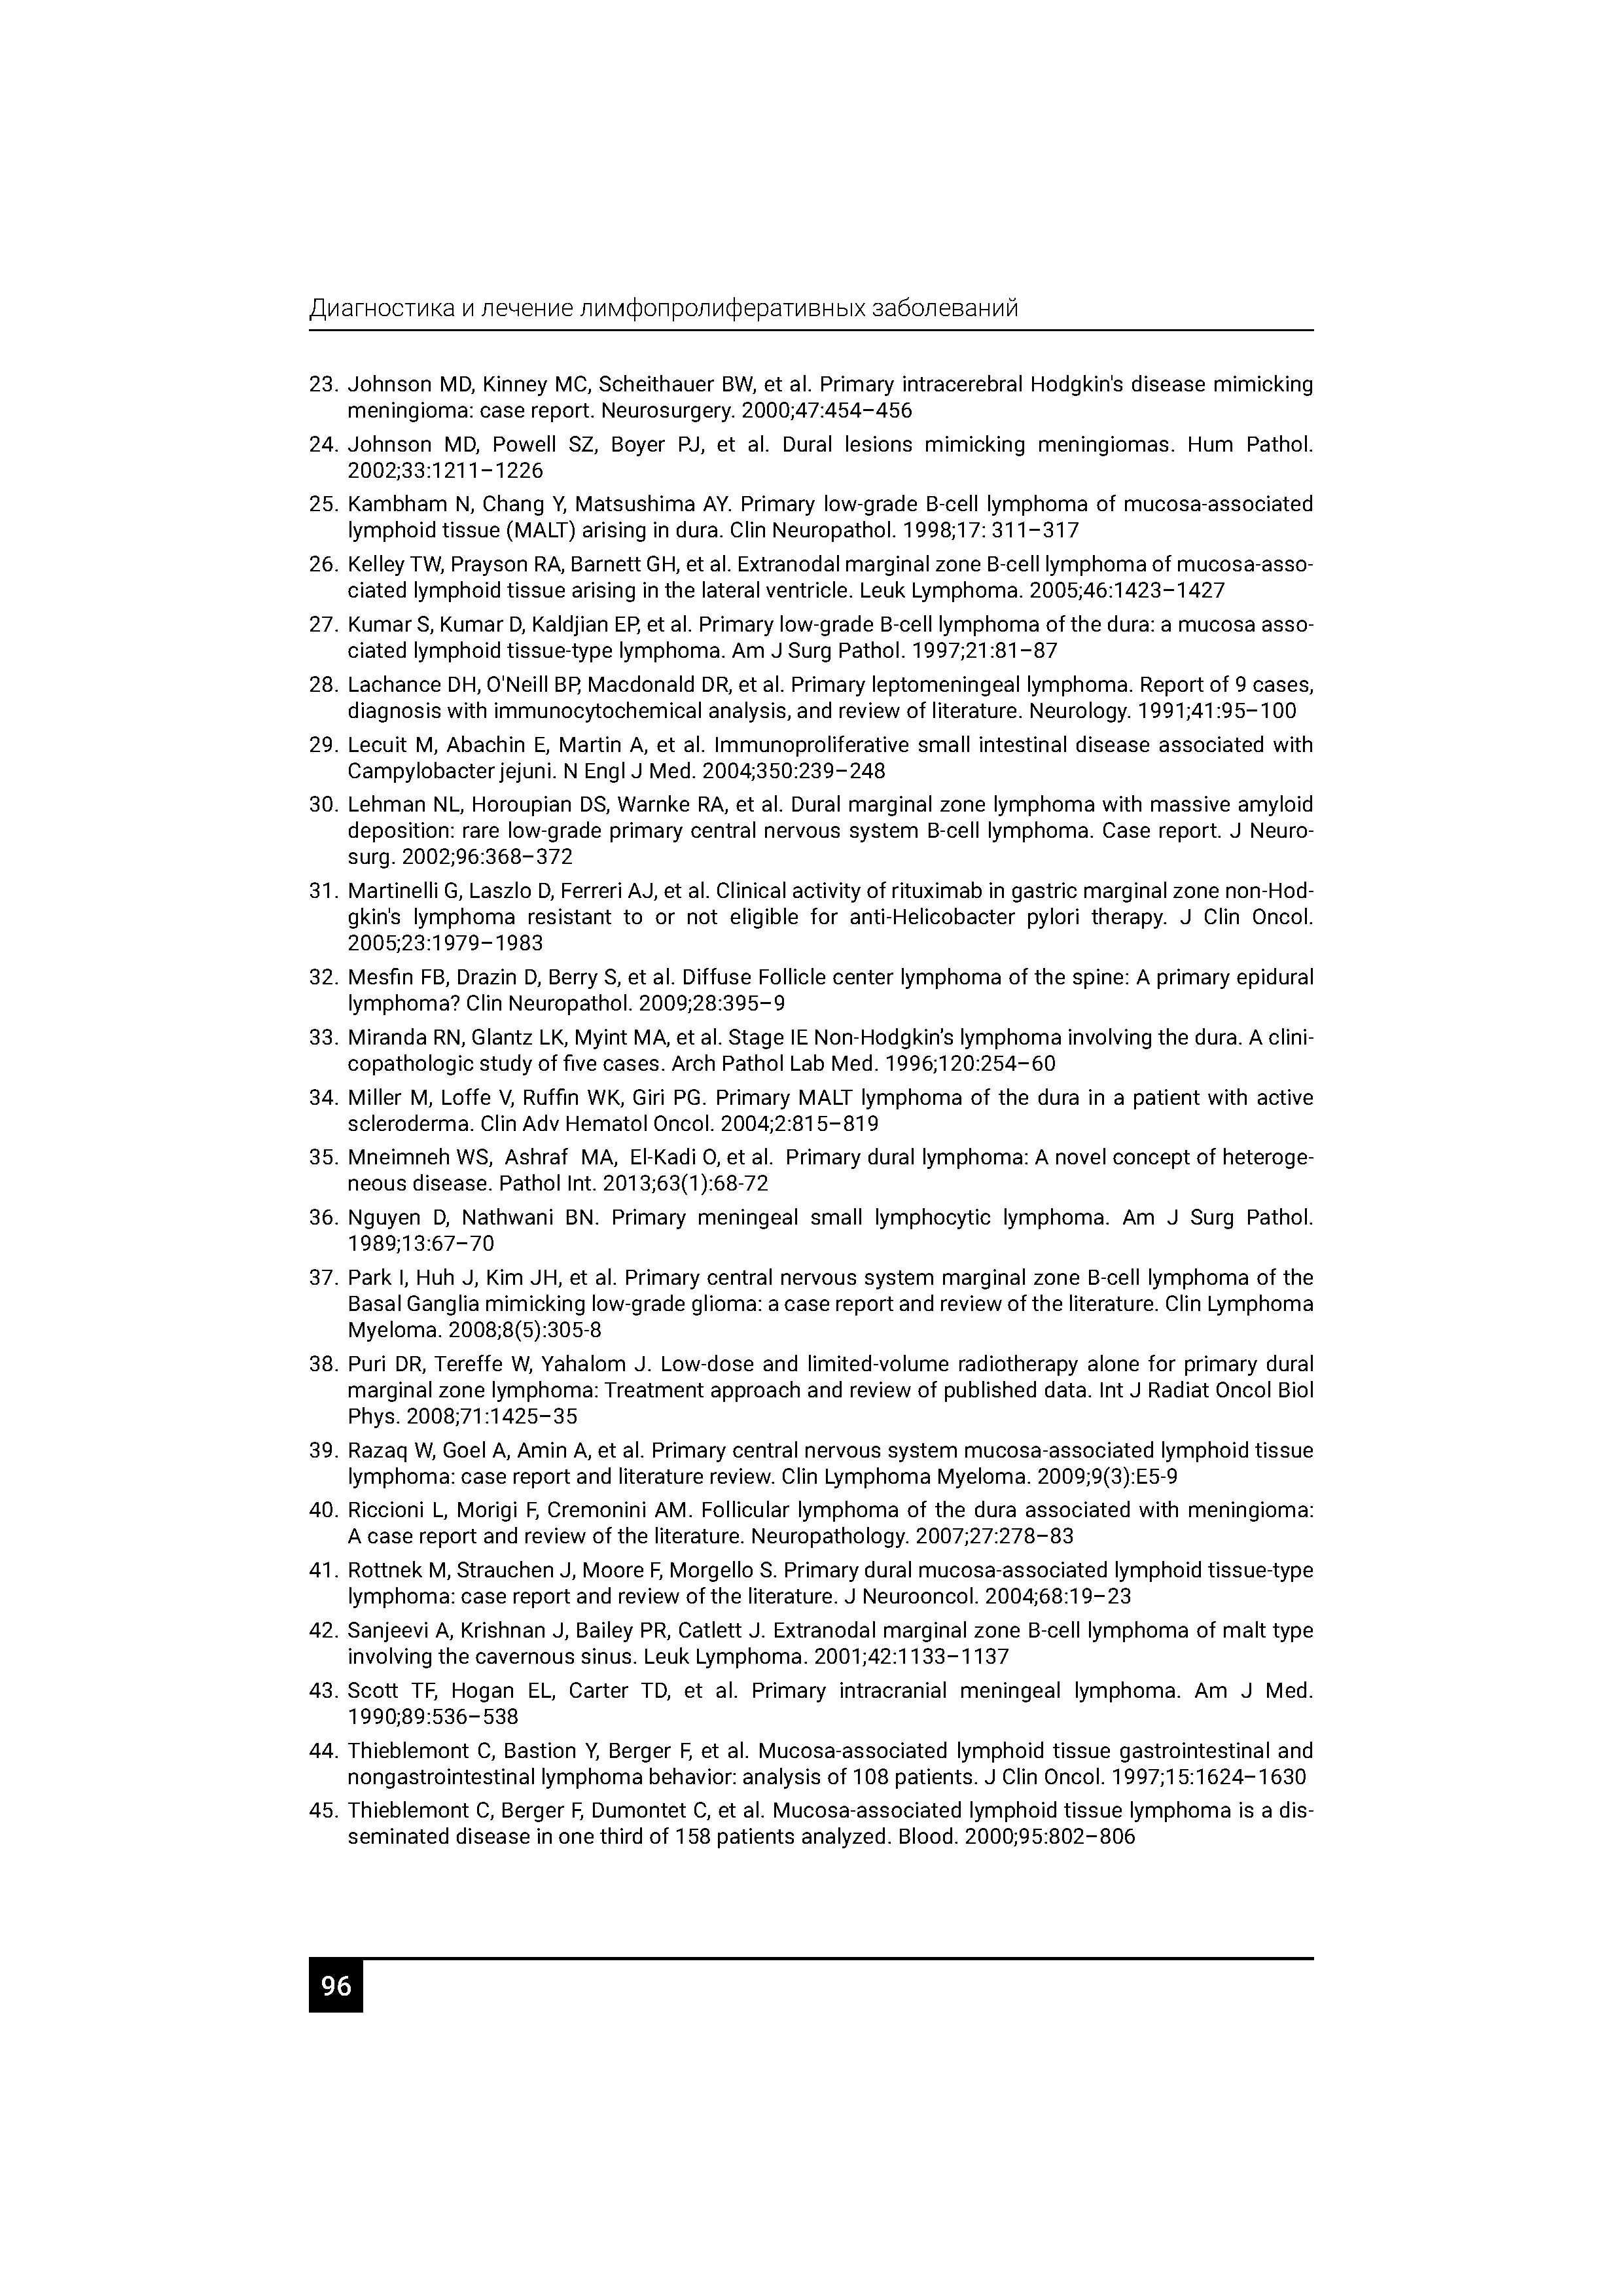 Диагностика и лечение лимфопролиферативных заболеваний
23. Johnson MD, Kinney MC, Scheithauer BW, et al. Primary intracerebral Hodgkin's disease mimicking
meningioma: case report. Neurosurgery. 2000;47:454–456
24. Johnson MD, Powell SZ, Boyer PJ, et al. Dural lesions mimicking meningiomas. Hum Pathol.
2002;33:1211–1226
25. Kambham N, Chang Y, Matsushima AY. Primary low-grade B-cell lymphoma of mucosa-associated
lymphoid tissue (MALT) arising in dura. Clin Neuropathol. 1998;17: 311–317
26. Kelley TW, Prayson RA, Barnett GH, et al. Extranodal marginal zone B-cell lymphoma of mucosa-asso-
ciated lymphoid tissue arising in the lateral ventricle. Leuk Lymphoma. 2005;46:1423–1427
27. Kumar S, Kumar D, Kaldjian EP, et al. Primary low-grade B-cell lymphoma of the dura: a mucosa asso-
ciated lymphoid tissue-type lymphoma. Am J Surg Pathol. 1997;21:81–87
28. Lachance DH, O'Neill BP, Macdonald DR, et al. Primary leptomeningeal lymphoma. Report of 9 cases,
diagnosis with immunocytochemical analysis, and review of literature. Neurology. 1991;41:95–100
29. Lecuit M, Abachin E, Martin A, et al. Immunoproliferative small intestinal disease associated with
Campylobacter jejuni. N Engl J Med. 2004;350:239–248
30. Lehman NL, Horoupian DS, Warnke RA, et al. Dural marginal zone lymphoma with massive amyloid
deposition: rare low-grade primary central nervous system B-cell lymphoma. Case report. J Neuro-
surg. 2002;96:368–372
31. Martinelli G, Laszlo D, Ferreri AJ, et al. Clinical activity of rituximab in gastric marginal zone non-Hod-
gkin's lymphoma resistant to or not eligible for anti-Helicobacter pylori therapy. J Clin Oncol.
2005;23:1979–1983
32. Mesfin FB, Drazin D, Berry S, et al. Diffuse Follicle center lymphoma of the spine: A primary epidural
lymphoma? Clin Neuropathol. 2009;28:395–9
33. Miranda RN, Glantz LK, Myint MA, et al. Stage IE Non-Hodgkin’s lymphoma involving the dura. A clini-
copathologic study of five cases. Arch Pathol Lab Med. 1996;120:254–60
34. Miller M, Loffe V, Ruffin WK, Giri PG. Primary MALT lymphoma of the dura in a patient with active
scleroderma. Clin Adv Hematol Oncol. 2004;2:815–819
35. Mneimneh WS, Ashraf MA, El-Kadi O, et al. Primary dural lymphoma: A novel concept of heteroge-
neous disease. Pathol Int. 2013;63(1):68-72
36. Nguyen D, Nathwani BN. Primary meningeal small lymphocytic lymphoma. Am J Surg Pathol.
1989;13:67–70
37. Park I, Huh J, Kim JH, et al. Primary central nervous system marginal zone B-cell lymphoma of the
Basal Ganglia mimicking low-grade glioma: a case report and review of the literature. Clin Lymphoma
Myeloma. 2008;8(5):305-8
38. Puri DR, Tereffe W, Yahalom J. Low-dose and limited-volume radiotherapy alone for primary dural
marginal zone lymphoma: Treatment approach and review of published data. Int J Radiat Oncol Biol
Phys. 2008;71:1425–35
39. Razaq W, Goel A, Amin A, et al. Primary central nervous system mucosa-associated lymphoid tissue
lymphoma: case report and literature review. Clin Lymphoma Myeloma. 2009;9(3):E5-9
40. Riccioni L, Morigi F, Cremonini AM. Follicular lymphoma of the dura associated with meningioma:
A case report and review of the literature. Neuropathology. 2007;27:278–83
41. Rottnek M, Strauchen J, Moore F, Morgello S. Primary dural mucosa-associated lymphoid tissue-type
lymphoma: case report and review of the literature. J Neurooncol. 2004;68:19–23
42. Sanjeevi A, Krishnan J, Bailey PR, Catlett J. Extranodal marginal zone B-cell lymphoma of malt type
involving the cavernous sinus. Leuk Lymphoma. 2001;42:1133–1137
43. Scott TF, Hogan EL, Carter TD, et al. Primary intracranial meningeal lymphoma. Am J Med.
1990;89:536–538
44. Thieblemont C, Bastion Y, Berger F, et al. Mucosa-associated lymphoid tissue gastrointestinal and
nongastrointestinal lymphoma behavior: analysis of 108 patients. J Clin Oncol. 1997;15:1624–1630
45. Thieblemont C, Berger F, Dumontet C, et al. Mucosa-associated lymphoid tissue lymphoma is a dis-
seminated disease in one third of 158 patients analyzed. Blood. 2000;95:802–806
96